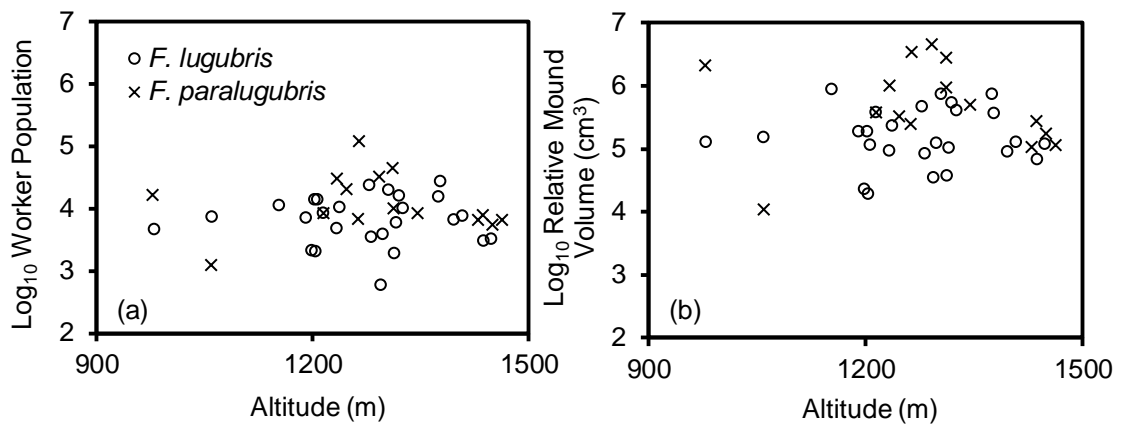 Log10 Worker Population
7
6
5
4
3
2
○ F. lugubris
× F. paralugubris
(a)
900
1200
1500
Altitude (m)
Log10 Relative Mound
Volume (cm³)
7
6
5
4
3
2
(b)
900
1200
1500
Altitude (m)